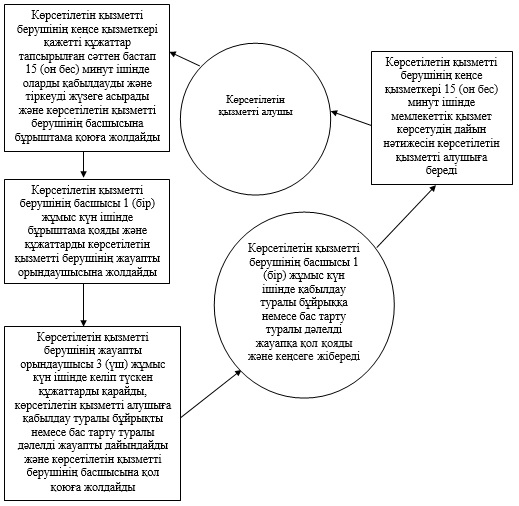 Көрсетілетін қызметті
алушы
Көрсетілетін қызметті
берушінің кеңсе қызметкері
қажетті құжаттар
тапсырылған сәттен бастап
15 (он бес) минут ішінде
оларды қабылдауды және
тіркеуді жүзеге асырады
және көрсетілетін қызметті
берушінің басшысына
бұрыштама қоюға жолдайды
Көрсетілетін қызметті
берушінің басшысы 1 (бір)
жұмыс күн ішінде
бұрыштама қояды және
құжаттарды көрсетілетін
қызметті берушінің жауапты
орындаушысына жолдайды
Көрсетілетін қызметті
берушінің жауапты
орындаушысы 3 (үш) жұмыс
күн ішінде келіп түскен
құжаттарды қарайды,
көрсетілетін қызметті алушыға
қабылдау туралы бұйрықты
немесе бас тарту туралы
дәлелді жауапты дайындайды
және көрсетілетін қызметті
берушінің басшысына қол
қоюға жолдайды
Көрсетілетін қызметті
берушінің басшысы 1
(бір) жұмыс күн
ішінде қабылдау
туралы бұйрыққа
немесе бас тарту
туралы дәлелді
жауапқа қол қояды
және кеңсеге жібереді
Көрсетілетін қызметті
берушінің кеңсе
қызметкері 15 (он бес)
минут ішінде
мемлекеттік қызмет
көрсетудің дайын
нәтижесін көрсетілетін
қызметті алушыға
береді